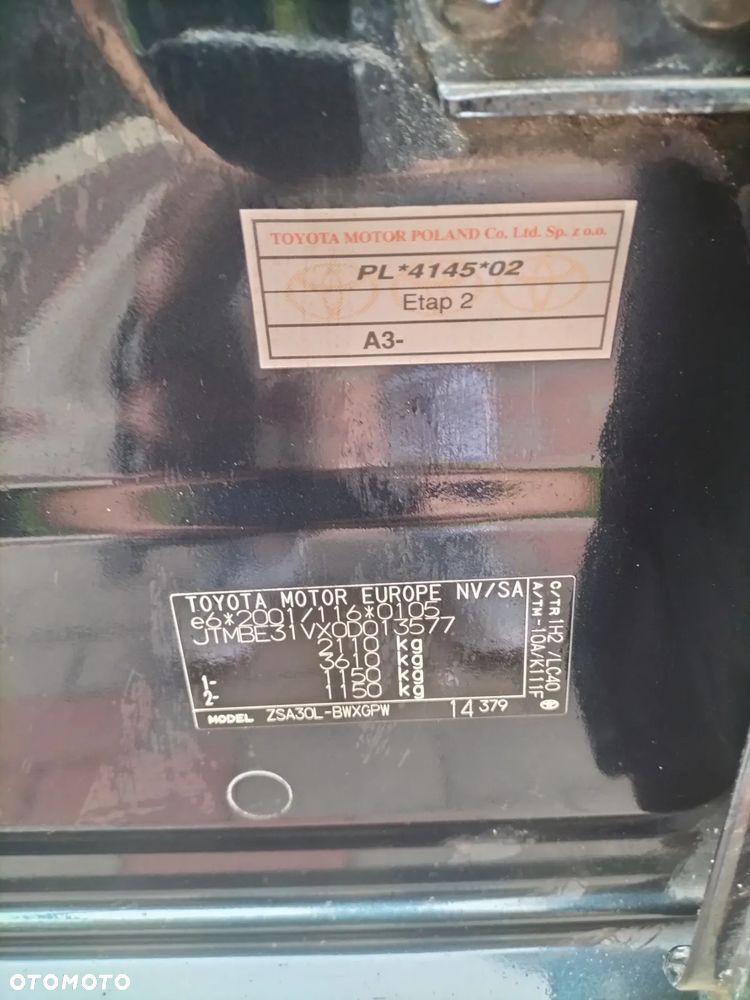 TOYOTA MOTOR POLAND Co. Ltd. Sp. z o.o.
PL*4145*02
Etap 2
A3-
TOYOTA MOTOR EUROPE NV/SA
e6*2001/116*0105
JTMBE31VX0D013577
2110 kg
3610 kg
1- 1150 kg
2- 1150 kg
MODEL ZSA30L-BWXGPW 14 379
C/TR 1H2 /LC40
A/TM -10A/K111F
OTOMOTO